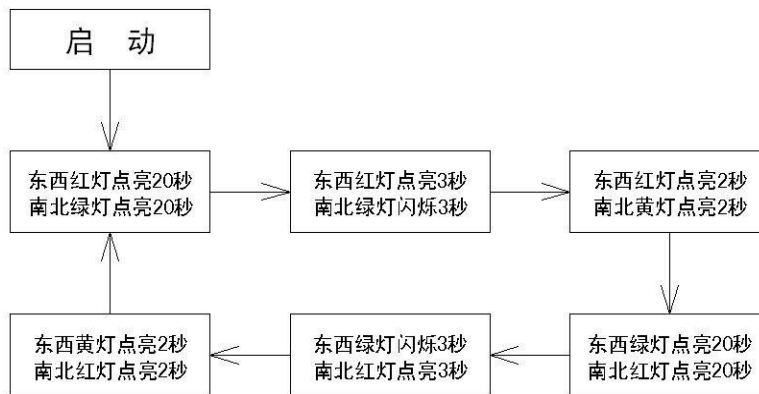 启 动
东西红灯点亮20秒
南北绿灯点亮20秒
东西红灯点亮3秒
南北绿灯闪烁3秒
东西红灯点亮2秒
南北黄灯点亮2秒
东西黄灯点亮2秒
南北红灯点亮2秒
东西绿灯闪烁3秒
南北红灯点亮3秒
东西绿灯点亮20秒
南北红灯点亮20秒